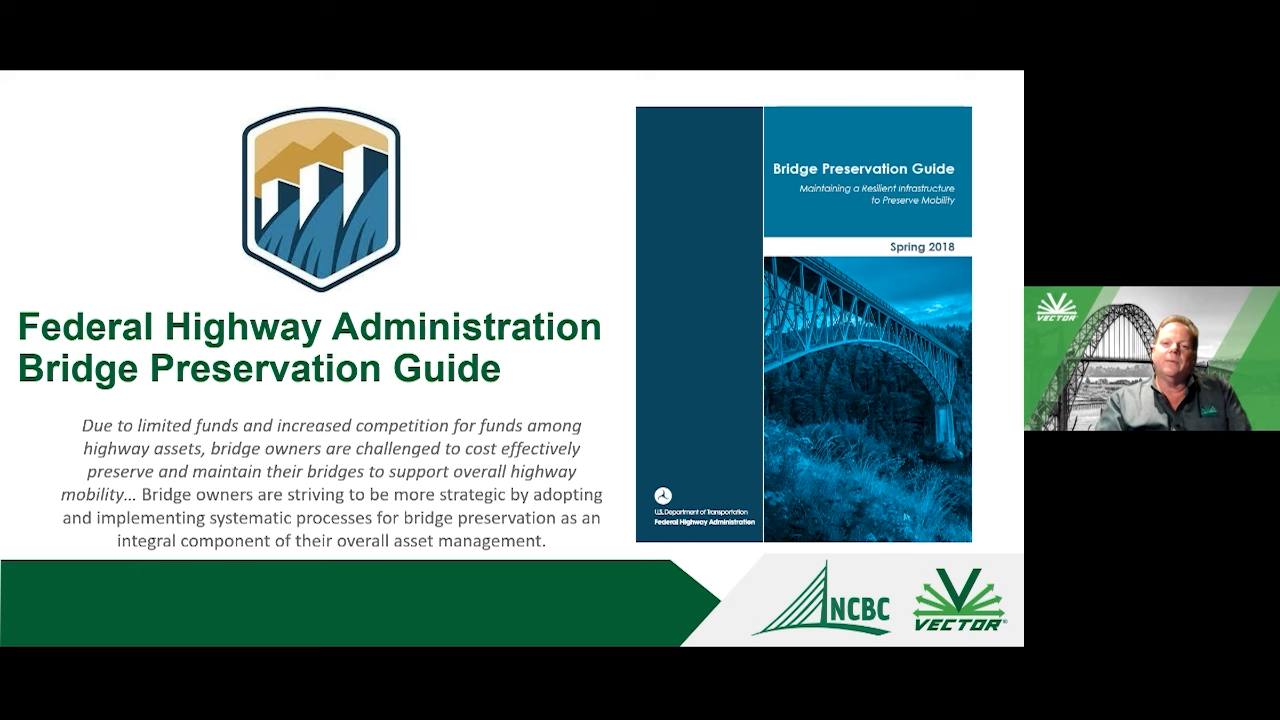 Federal Highway Administration
Bridge Preservation Guide
Due to limited funds and increased competition for funds among
highway assets, bridge owners are challenged to cost effectively
preserve and maintain their bridges to support overall highway
mobility... Bridge owners are striving to be more strategic by adopting
and implementing systematic processes for bridge preservation as an
integral component of their overall asset management.
Bridge Preservation Guide
Maintaining a Resilient Infrastructure
to Preserve Mobility
Spring 2018
U.S. Department of Transportation
Federal Highway Administration
NCBC
VECTOR®
VECTOR